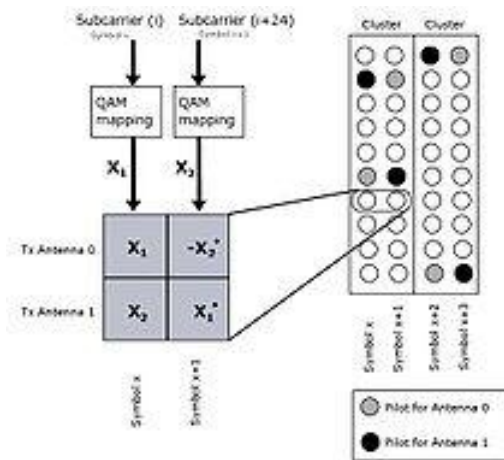 Subcarrier (i)
Symbol x
Subcarrier (i+24)
QAM
mapping
QAM
mapping
X1
X2
Tx Antenna 0
X1
-X2*
Tx Antenna 1
X2
X1*
Symbol x
Symbol x+1
Cluster
Cluster
Symbol x
Symbol x+1
Symbol x+2
Symbol x+3
Pilot for Antenna 0
Pilot for Antenna 1